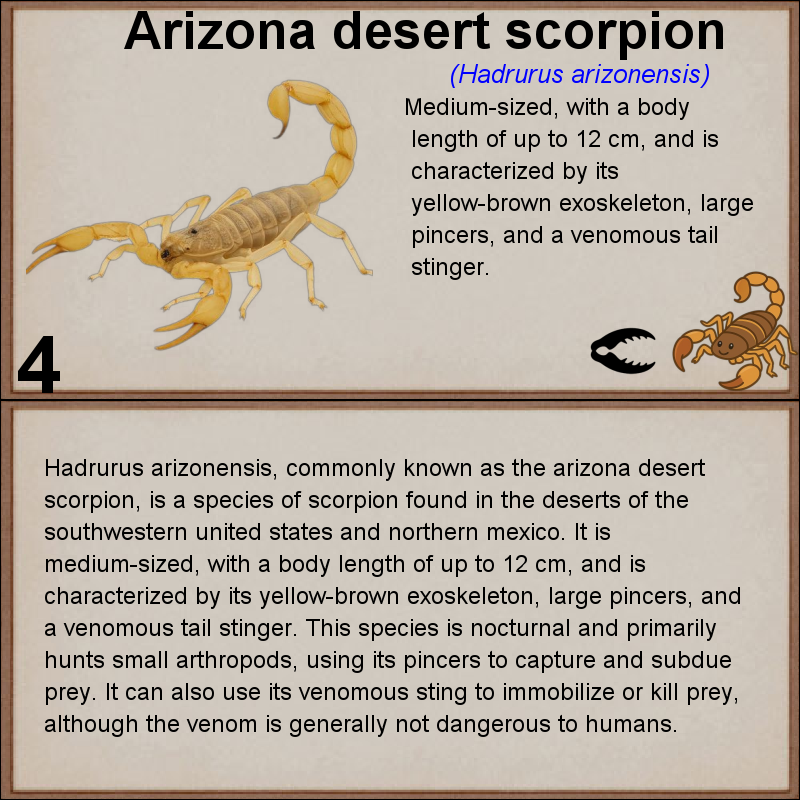 Arizona desert scorpion
(Hadrurus arizonensis)
Medium-sized, with a body
length of up to 12 cm, and is
characterized by its
yellow-brown exoskeleton, large
pincers, and a venomous tail
stinger.
4
Hadrurus arizonensis, commonly known as the arizona desert
scorpion, is a species of scorpion found in the deserts of the
southwestern united states and northern mexico. It is
medium-sized, with a body length of up to 12 cm, and is
characterized by its yellow-brown exoskeleton, large pincers, and
a venomous tail stinger. This species is nocturnal and primarily
hunts small arthropods, using its pincers to capture and subdue
prey. It can also use its venomous sting to immobilize or kill prey,
although the venom is generally not dangerous to humans.